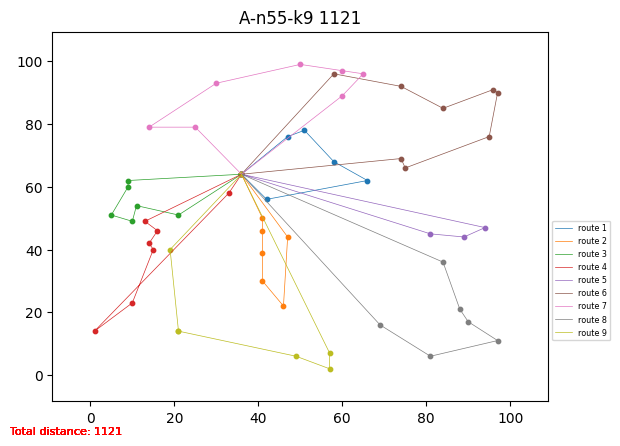 A-n55-k9 1121
100
80
60
40
20
0
0 20 40 60 80 100
route 1
route 2
route 3
route 4
route 5
route 6
route 7
route 8
route 9
Total distance: 1121